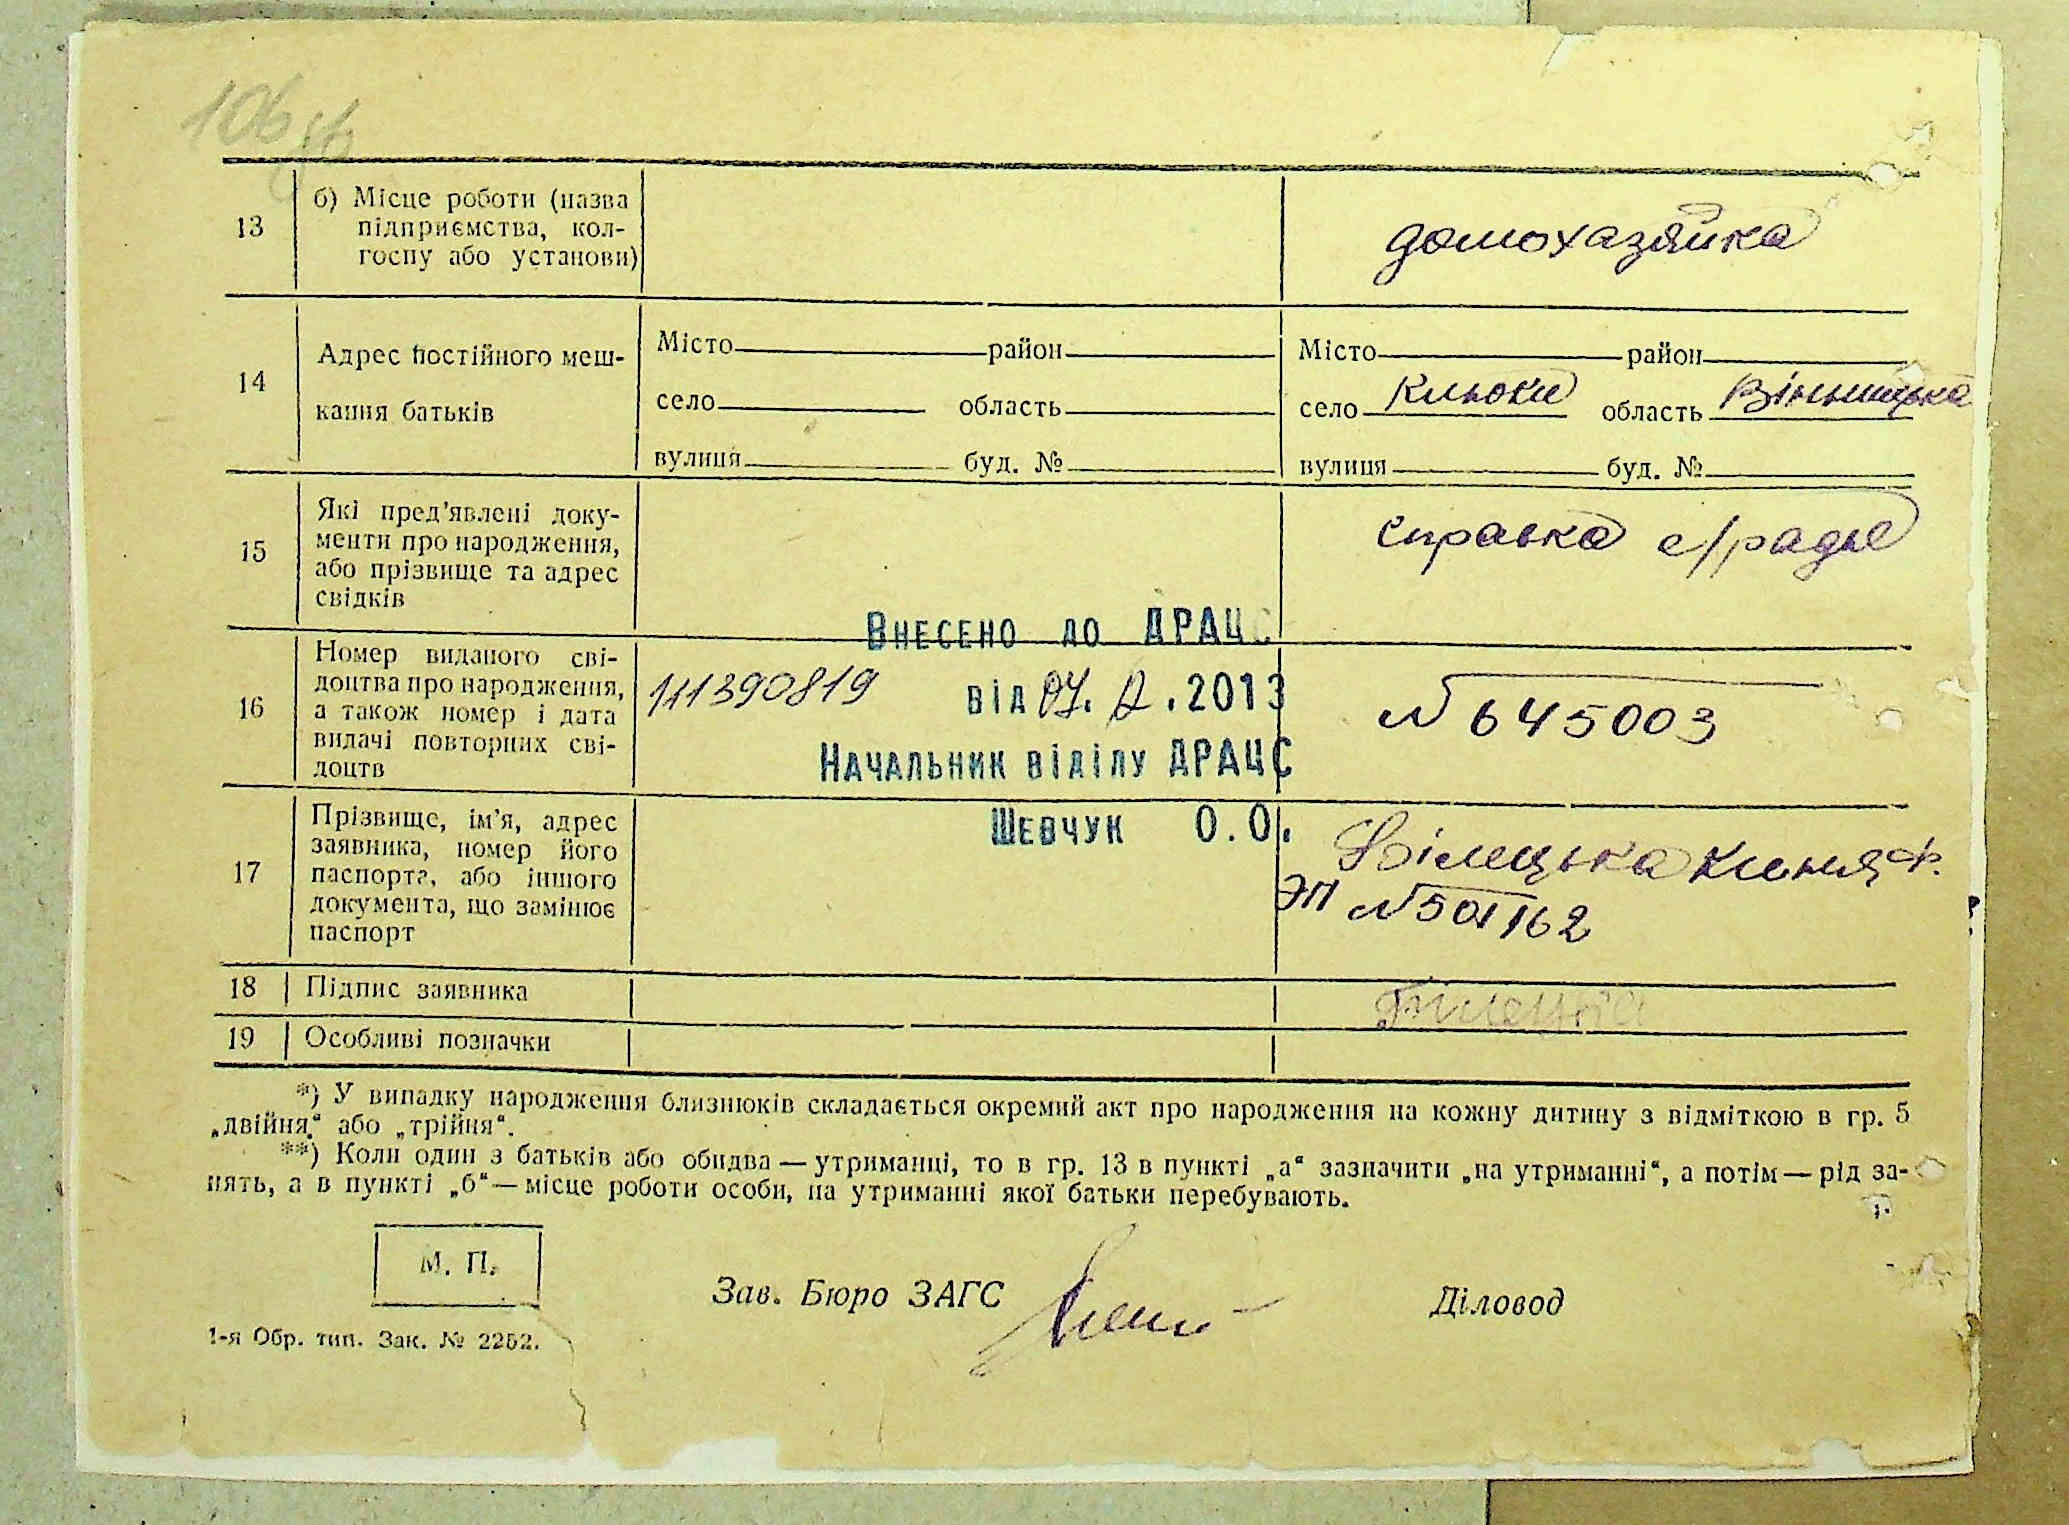 106
13
б) Місце роботи (назва
підприємства, кол-
госпу або установи)
домохазяйка
14
Адрес постійного меш-
кання батьків
Місто район
село область
вулиця буд. №
Місто район
село Клюки область Вінницька
вулиця буд. №
15
Які пред’явлені доку-
менти про народження,
або прізвище та адрес
свідків
справка с/рады
16
Номер виданого сві-
доцтва про народження,
а також номер і дата
видачі повторних сві-
доцтв
111390819
Внесено до ДРАЦС
від 07. .2013
Начальник віділу ДРАЦС
Шевчук О.О.
№ 645003
17
Прізвище, ім’я, адрес
заявника, номер його
паспорта, або іншого
документа, що замінює
паспорт
Білецька Ф.
ЭП № 501162
18
Підпис заявника
19
Особливі позначки
*) У випадку народження близнюків складається окремий акт про народження на кожну дитину з відміткою в гр. 5
„двійня“ або „трійня“.
**) Коли один з батьків або обидва — утриманці, то в гр. 13 в пункті „а“ зазначити „на утриманні“, а потім — рід за-
нять, а в пункті „б“ — місце роботи особи, на утриманні якої батьки перебувають.
М. П.
Зав. Бюро ЗАГС
Діловод
1-я Обр. тип. Зак. № 2252.